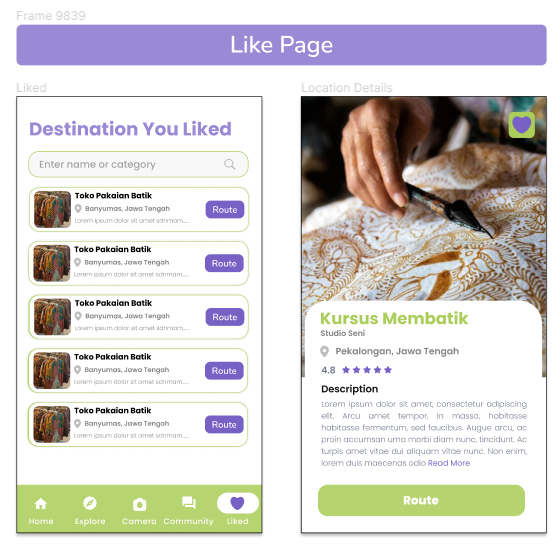 Frame 9839
Like Page
Liked
Destination You Liked
Enter name or category
Toko Pakaian Batik
Banyumas, Jawa Tengah
Lorem ipsum dolor sit amet sdnmam,....
Route
Toko Pakaian Batik
Banyumas, Jawa Tengah
Lorem ipsum dolor sit amet sdnmam,....
Route
Toko Pakaian Batik
Banyumas, Jawa Tengah
Lorem ipsum dolor sit amet sdnmam,....
Route
Toko Pakaian Batik
Banyumas, Jawa Tengah
Lorem ipsum dolor sit amet sdnmam,....
Route
Toko Pakaian Batik
Banyumas, Jawa Tengah
Lorem ipsum dolor sit amet sdnmam,....
Route
Home Explore Camera Community Liked
Location Details
Kursus Membatik
Studio Seni
Pekalongan, Jawa Tengah
4.8
Description
Lorem ipsum dolor sit amet, consectetur adipiscing
elit. Arcu amet tempor, in massa, habitasse
habitasse fermentum, sed faucibus. Augue arcu, ac
proin accumsan urna morbi diam nunc, tincidunt. Ac
turpis amet vitae dui aliquam vitae nunc. Non enim,
lorem duis maecenas odio Read More
Route